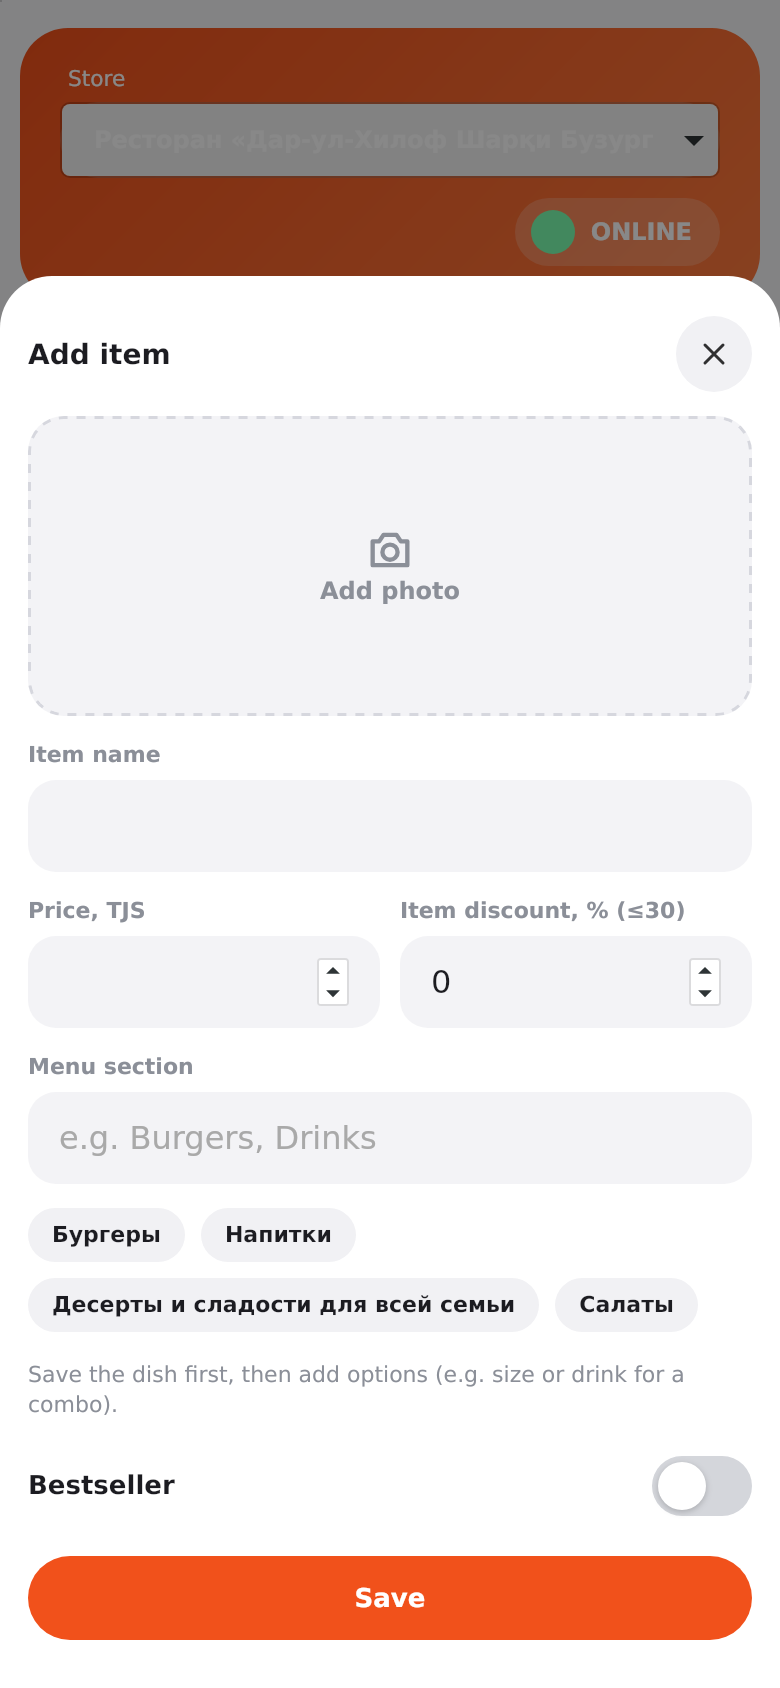 Store
Ресторан «Дар-ул-Хилоф Шарқи Бузург
ONLINE
Add item
Add photo
Item name
Price, TJS
Item discount, % (≤30)
0
Menu section
e.g. Burgers, Drinks
Бургеры
Напитки
Десерты и сладости для всей семьи
Салаты
Save the dish first, then add options (e.g. size or drink for a
combo).
Bestseller
Save